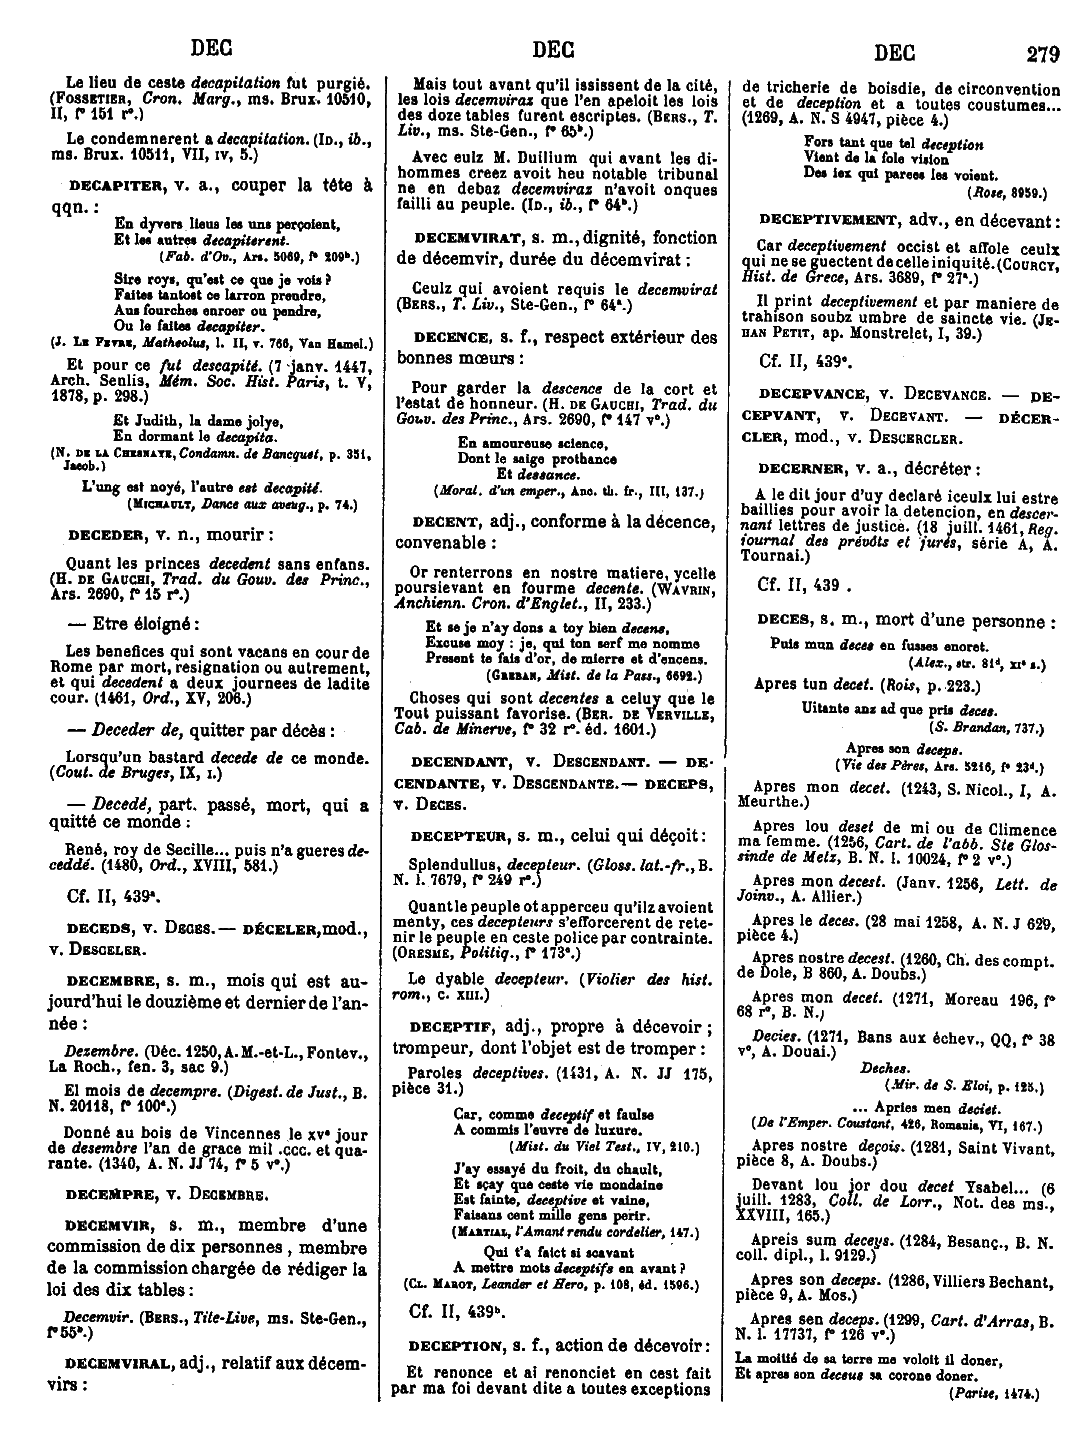 DEC
DEC
DEC
279
Le lieu de ceste decapitation fut purgié.
(FOSSETIER, Cron. Marg., ms. Brux. 10510,
II, f° 151 r°.)
Le condemnerent a decapitation. (ID., ib.,
ms. Brux. 10511, VII, IV, 5.)
DECAPITER, v. a., couper la tête à
qqn. :
En dyvers lieus les uns perçoient,
Et les autres decapiterent.
(Fab. d'Ov., Ars. 5069, f° 209ᵇ.)
Sire roys, qu'est ce que je vois ?
Faites tantost ce larron prendre,
Aus fourches enroer ou pendre,
Ou le faites decapiter.
(J. LE FEVRE, Matheolus, l. II, v. 766, Van Hamel.)
Et pour ce fut descapité. (7 janv. 1447,
Arch. Senlis, Mém. Soc. Hist. Paris, t. V,
1878, p. 298.)
Et Judith, la dame jolye,
En dormant le decapita.
(N. DE LA CHESNAYE, Condamn. de Bancquet, p. 351,
Jacob.)
L'ung est noyé, l'autre est decapité.
(MICHAULT, Dance aux aveug., p. 74.)
DECEDER, v. n., mourir :
Quant les princes decedent sans enfans.
(H. DE GAUCHI, Trad. du Gouv. des Princ.,
Ars. 2690, f° 15 r°.)
— Etre éloigné :
Les benefices qui sont vacans en cour de
Rome par mort, resignation ou autrement,
et qui decedent a deux journees de ladite
cour. (1461, Ord., XV, 206.)
— Deceder de, quitter par décès :
Lorsqu'un bastard decede de ce monde.
(Cout. de Bruges, IX, I.)
— Decedé, part. passé, mort, qui a
quitté ce monde :
René, roy de Secille... puis n'a gueres de-
ceddé. (1480, Ord., XVIII, 581.)
Cf. II, 439ᵃ.
DECEDS, v. DECES. — DÉCELER, mod.,
v. DESCELER.
DECEMBRE, s. m., mois qui est au-
jourd'hui le douzième et dernier de l'an-
née :
Dezembre. (Déc. 1250, A. M.-et-L., Fontev.,
La Roch., fen. 3, sac 9.)
El mois de decempre. (Digest. de Just., B.
N. 20118, f° 100ᵃ.)
Donné au bois de Vincennes le xvᵉ jour
de desembre l'an de grace mil .ccc. et qua-
rante. (1340, A. N. JJ 74, f° 5 v°.)
DECEMPRE, v. DECEMBRE.
DECEMVIR, s. m., membre d'une
commission de dix personnes, membre
de la commission chargée de rédiger la
loi des dix tables :
Decemvir. (BERS., Tite-Live, ms. Ste-Gen.,
f° 55ᵇ.)
DECEMVIRAL, adj., relatif aux décem-
virs :
Mais tout avant qu'il ississent de la cité,
les lois decemviraz que l'en apeloit les lois
des doze tables furent escriptes. (BERS., T.
Liv., ms. Ste-Gen., f° 65ᵇ.)
Avec eulz M. Duillum qui avant les di-
hommes creez avoit heu notable tribunal
ne en debaz decemviraz n'avoit onques
failli au peuple. (ID., ib., f° 64ᵇ.)
DECEMVIRAT, s. m., dignité, fonction
de décemvir, durée du décemvirat :
Ceulz qui avoient requis le decemvirat
(BERS., T. Liv., Ste-Gen., f° 64ᵃ.)
DECENCE, s. f., respect extérieur des
bonnes mœurs :
Pour garder la descence de la cort et
l'estat de honneur. (H. DE GAUCHI, Trad. du
Gouv. des Princ., Ars. 2690, f° 147 v°.)
En amoureuse science,
Dont le saige prothance
Et dessance.
(Moral. d'un emper., Anc. th. fr., III, 137.)
DECENT, adj., conforme à la décence,
convenable :
Or renterrons en nostre matiere, ycelle
poursievant en fourme decente. (WAVRIN,
Anchienn. Cron. d'Englet., II, 233.)
Et se je n'ay dons a toy bien decens,
Excuse moy : je, qui ton serf me nomme
Present te fais d'or, de mierre et d'encens.
(GREBAN, Mist. de la Pass., 6692.)
Choses qui sont decentes a celuy que le
Tout puissant favorise. (BER. DE VERVILLE,
Cab. de Minerve, f° 32 r°. éd. 1601.)
DECENDANT, v. DESCENDANT. — DE-
CENDANTE, v. DESCENDANTE. — DECEPS,
v. DECES.
DECEPTEUR, s. m., celui qui déçoit :
Splendullus, decepteur. (Gloss. lat.-fr., B.
N. l. 7679, f° 249 r°.)
Quant le peuple ot apperceu qu'ilz avoient
menty, ces decepteurs s'efforcerent de rete-
nir le peuple en ceste police par contrainte.
(ORESME, Politiq., f° 173ᵃ.)
Le dyable decepteur. (Violier des hist.
rom., c. XIII.)
DECEPTIF, adj., propre à décevoir ;
trompeur, dont l'objet est de tromper :
Paroles deceptives. (1431, A. N. JJ 175,
pièce 31.)
Car, comme deceptif et faulse
A commis l'euvre de luxure.
(Mist. du Viel Test., IV, 210.)
J'ay essayé du froit, du chault,
Et sçay que ceste vie mondaine
Est fainte, deceptive et vaine,
Faisans cent mille gens perir.
(MARTIAL, l'Amant rendu cordelier, 147.)
Qui t'a faict si scavant
A mettre mots deceptifs en avant ?
(CL. MAROT, Leander et Hero, p. 108, éd. 1596.)
Cf. II, 439ᵇ.
DECEPTION, s. f., action de décevoir :
Et renonce et ai renonciet en cest fait
par ma foi devant dite a toutes exceptions
de tricherie de boisdie, de circonvention
et de deception et a toutes coustumes...
(1269, A. N. S 4947, pièce 4.)
Fors tant que tel deception
Vient de la fole vision
Des iex qui parees les voient.
(Rose, 8959.)
DECEPTIVEMENT, adv., en décevant :
Car deceptivement occist et affole ceulx
qui ne se guectent de celle iniquité. (COURCY,
Hist. de Grece, Ars. 3689, f° 27ᵃ.)
Il print deceptivement et par maniere de
trahison soubz umbre de saincte vie. (JE-
HAN PETIT, ap. Monstrelet, I, 39.)
Cf. II, 439ᵉ.
DECEPVANCE, v. DECEVANCE. — DE-
CEPVANT, v. DECEVANT. — DÉCER-
CLER, mod., v. DESCERCLER.
DECERNER, v. a., décréter :
A le dit jour d'uy declaré iceulx lui estre
baillies pour avoir la detencion, en descer-
nant lettres de justice. (18 juill. 1461, Reg.
journal des prévôts et jurés, série A, A.
Tournai.)
Cf. II, 439 .
DECES, s. m., mort d'une personne :
Puis mun deces en fusses enoret.
(Alex., str. 81ᵈ, XIᵉ s.)
Apres tun decet. (Rois, p. 223.)
Uitante anz ad que pris deces.
(S. Brandan, 737.)
Apres son deceps.
(Vie des Pères, Ars. 5216, f° 23ᵈ.)
Apres mon decet. (1243, S. Nicol., I, A.
Meurthe.)
Apres lou deset de mi ou de Climence
ma femme. (1256, Cart. de l'abb. Ste Glos-
sinde de Metz, B. N. l. 10024, f° 2 v°.)
Apres mon decest. (Janv. 1256, Lett. de
Joinv., A. Allier.)
Apres le deces. (28 mai 1258, A. N. J 629,
pièce 4.)
Apres nostre decest. (1260, Ch. des compt.
de Dole, B 860, A. Doubs.)
Apres mon decet. (1271, Moreau 196, f°
68 r°, B. N.)
Decies. (1271, Bans aux échev., QQ, f° 38
v°, A. Douai.)
Deches.
(Mir. de S. Eloi, p. 125.)
... Apries men deciet.
(De l'Emper. Coustant, 426, Romania, VI, 167.)
Apres nostre deçois. (1281, Saint Vivant,
pièce 8, A. Doubs.)
Devant lou jor dou decet Ysabel... (6
juill. 1283, Coll. de Lorr., Not. des ms.,
XXVIII, 165.)
Apreis sum deceys. (1284, Besanç., B. N.
coll. dipl., l. 9129.)
Apres son deceps. (1286, Villiers Bechant,
pièce 9, A. Mos.)
Apres sen deceps. (1299, Cart. d'Arras, B.
N. l. 17737, f° 126 v°.)
La moitié de sa terre me voloit il doner,
Et apres son deceus sa corone doner.
(Parise, 1474.)